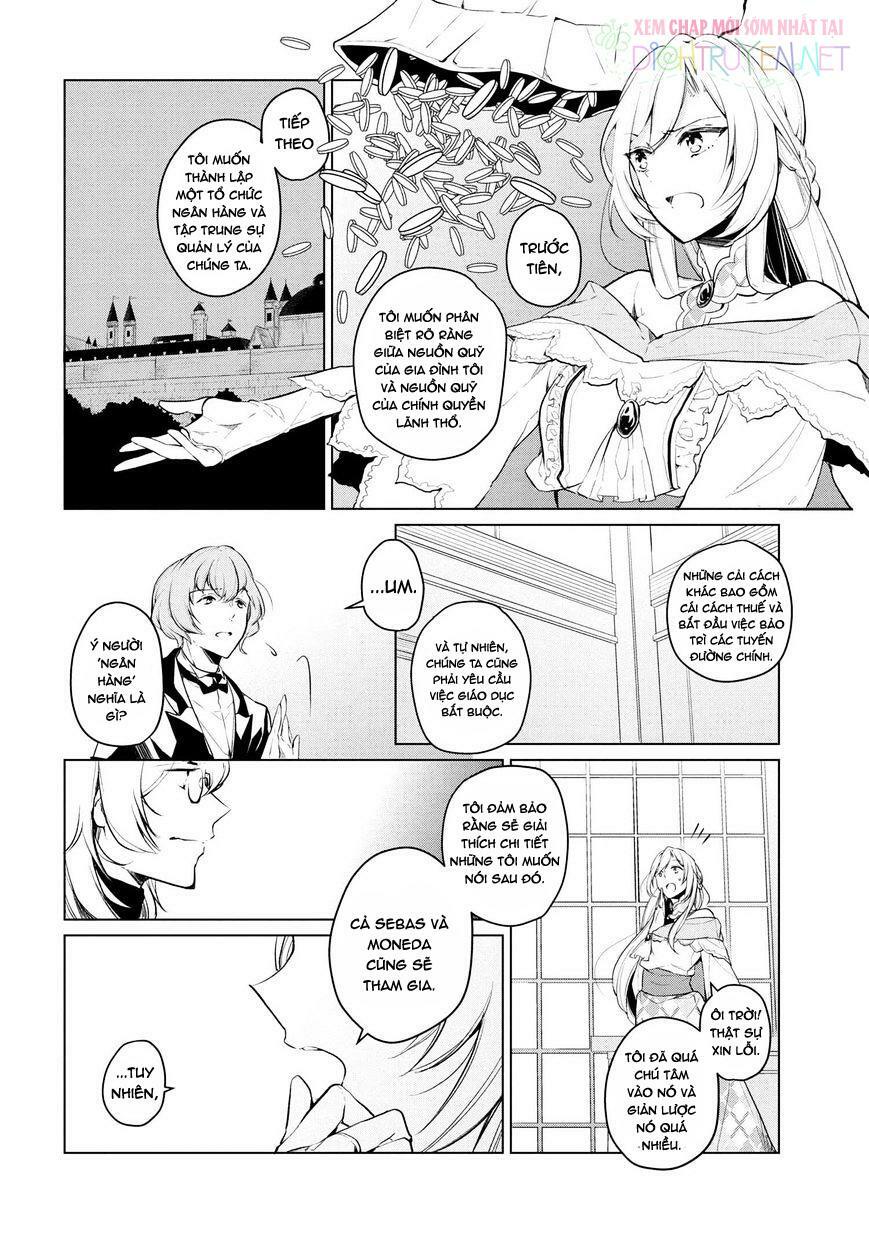 XEM CHAP MỚI SỚM NHẤT TẠI
DICHTRUYEN.NET
TRƯỚC
TIÊN,
TÔI MUỐN PHÂN
BIỆT RÕ RÀNG
GIỮA NGUỒN QUỸ
CỦA GIA ĐÌNH TÔI
VÀ NGUỒN QUỸ
CỦA CHÍNH QUYỀN
LÃNH THỔ.
TIẾP
THEO
TÔI MUỐN
THÀNH LẬP
MỘT TỔ CHỨC
NGÂN HÀNG VÀ
TẬP TRUNG SỰ
QUẢN LÝ CỦA
CHÚNG TA.
NHỮNG CẢI CÁCH
KHÁC BAO GỒM
CẢI CÁCH THUẾ VÀ
BẮT ĐẦU VIỆC BẢO
TRÌ CÁC TUYẾN
ĐƯỜNG CHÍNH.
VÀ TỰ NHIÊN,
CHÚNG TA CŨNG
PHẢI YÊU CẦU
VIỆC GIÁO DỤC
BẮT BUỘC.
...UM.
Ý NGƯỜI
'NGÂN
HÀNG'
NGHĨA LÀ
GÌ?
ÔI TRỜI!
THẬT SỰ
XIN LỖI.
TÔI ĐÃ QUÁ
CHÚ TÂM
VÀO NÓ VÀ
GIẢN LƯỢC
NÓ QUÁ
NHIỀU.
TÔI ĐẢM BẢO
RẰNG SẼ GIẢI
THÍCH CHI TIẾT
NHỮNG TÔI MUỐN
NÓI SAU ĐÓ.
CẢ SEBAS VÀ
MONEDA
CŨNG SẼ
THAM GIA.
...TUY
NHIÊN,